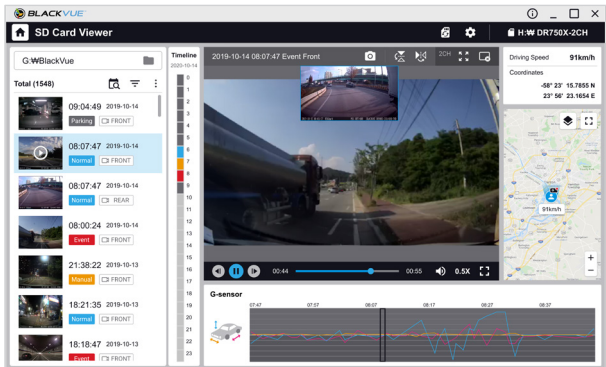 BLACKVUE
SD Card Viewer
H:₩ DR750X-2CH
G:₩BlackVue
Total (1548)
09:04:49 2019-10-14
Parking FRONT
08:07:47 2019-10-14
Normal FRONT
08:07:47 2019-10-14
Normal REAR
08:00:24 2019-10-14
Event FRONT
21:38:22 2019-10-13
Manual FRONT
18:21:35 2019-10-13
Normal FRONT
18:18:47 2019-10-13
Event FRONT
Timeline
2020-10-14
0
1
2
3
4
5
6
7
8
9
10
11
12
13
14
15
16
17
18
19
20
21
22
23
2019-10-14 08:07:47 Event Front
2CH
00:44
00:55
0.5X
Driving Speed 91km/h
Coordinates
-58° 23' 15.7855 N
23° 56' 23.1654 E
91km/h
+
−
G-sensor
07:47 07:57 08:07 08:17 08:27 08:37